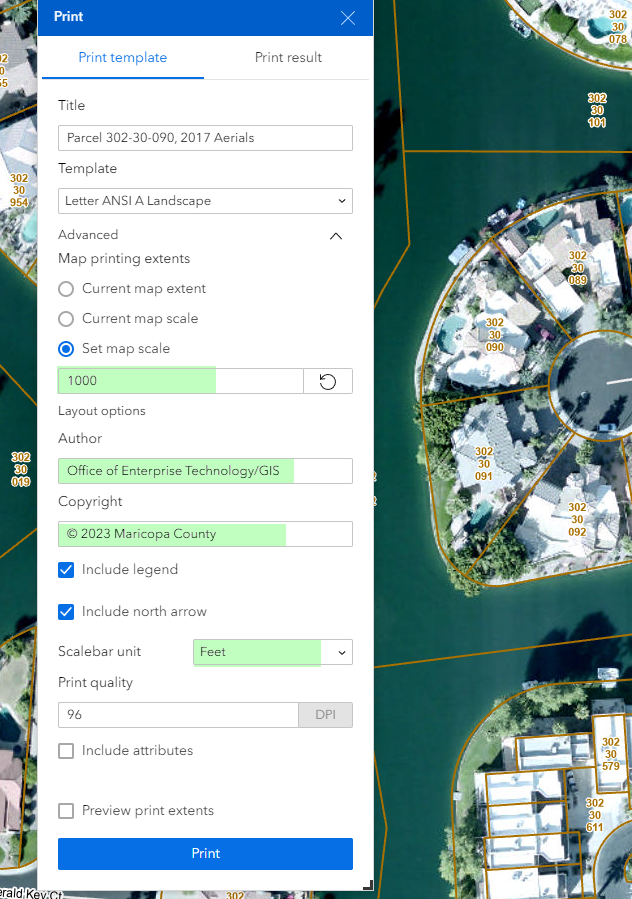 Print
Print template
Print result
Title
Parcel 302-30-090, 2017 Aerials
Template
Letter ANSI A Landscape
Advanced
Map printing extents
Current map extent
Current map scale
Set map scale
1000
Layout options
Author
Office of Enterprise Technology/GIS
Copyright
© 2023 Maricopa County
Include legend
Include north arrow
Scalebar unit
Feet
Print quality
96
DPI
Include attributes
Preview print extents
Print
302
30
954
302
30
019
302
30
078
302
30
101
302
30
089
302
30
090
302
30
091
302
30
092
302
30
579
302
30
611
302
erald Key Ct